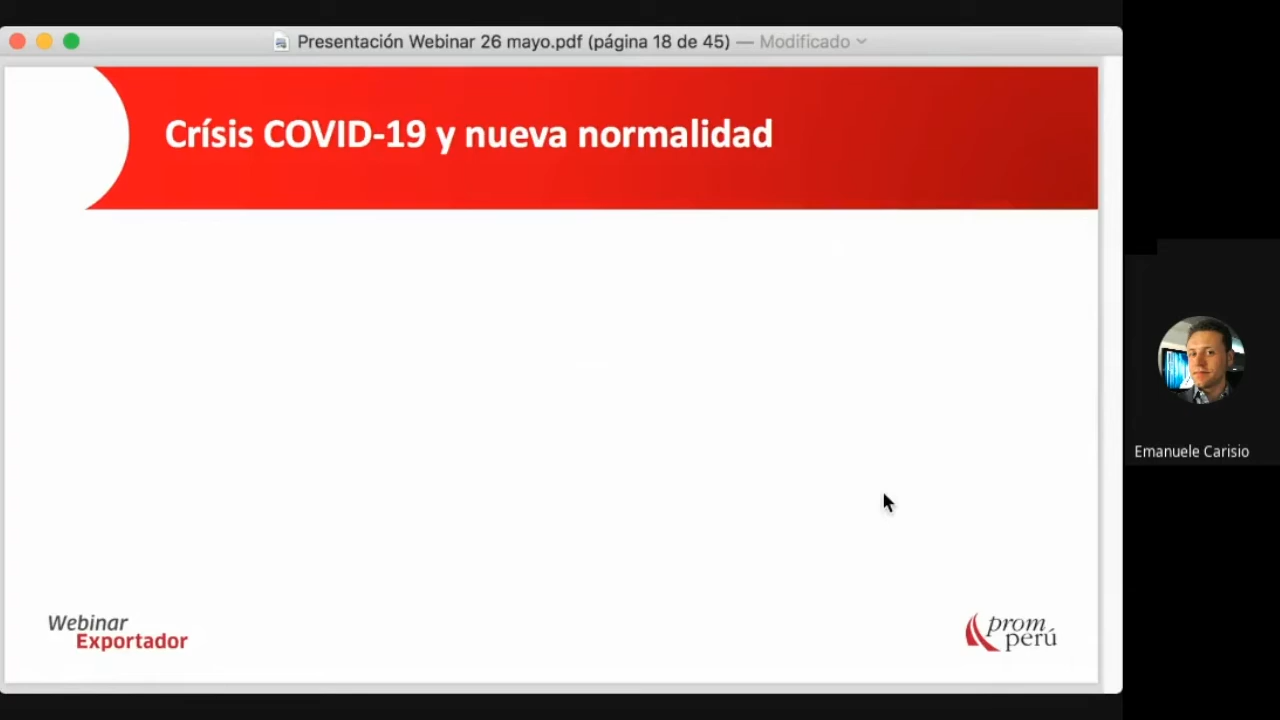 Presentación Webinar 26 mayo.pdf (página 18 de 45) — Modificado
Crísis COVID-19 y nueva normalidad
Emanuele Carisio
Webinar
Exportador
prom
perú